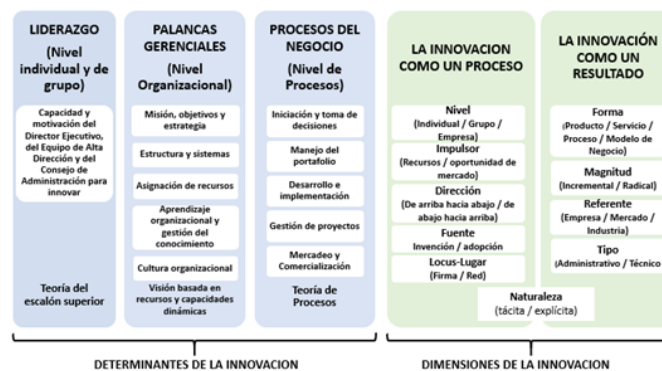 LIDERAZGO
(Nivel
individual y de
grupo)
Capacidad y
motivación del
Director Ejecutivo,
del Equipo de Alta
Dirección y del
Consejo de
Administración para
innovar
Teoría del
escalón superior
PALANCAS
GERENCIALES
(Nivel
Organizacional)
Misión, objetivos y
estrategia
Estructura y sistemas
Asignación de recursos
Aprendizaje
organizacional y
gestión del
conocimiento
Cultura organizacional
Visión basada en
recursos y capacidades
dinámicas
PROCESOS DEL
NEGOCIO
(Nivel de
Procesos)
Iniciación y toma de
decisiones
Manejo del
portafolio
Desarrollo e
implementación
Gestión de proyectos
Mercadeo y
Comercialización
Teoría de
Procesos
LA INNOVACION
COMO UN PROCESO
Nivel
(Individual / Grupo /
Empresa)
Impulsor
(Recursos / oportunidad de
mercado)
Dirección
(De arriba hacia abajo / de
abajo hacia arriba)
Fuente
Invención / adopción
Locus-Lugar
(Firma / Red)
LA INNOVACIÓN
COMO UN
RESULTADO
Forma
(Producto / Servicio /
Proceso / Modelo de
Negocio)
Magnitud
(Incremental / Radical)
Referente
(Empresa / Mercado /
Industria)
Tipo
(Administrativo / Técnico
Naturaleza
(tácita / explícita)
DETERMINANTES DE LA INNOVACION
DIMENSIONES DE LA INNOVACION